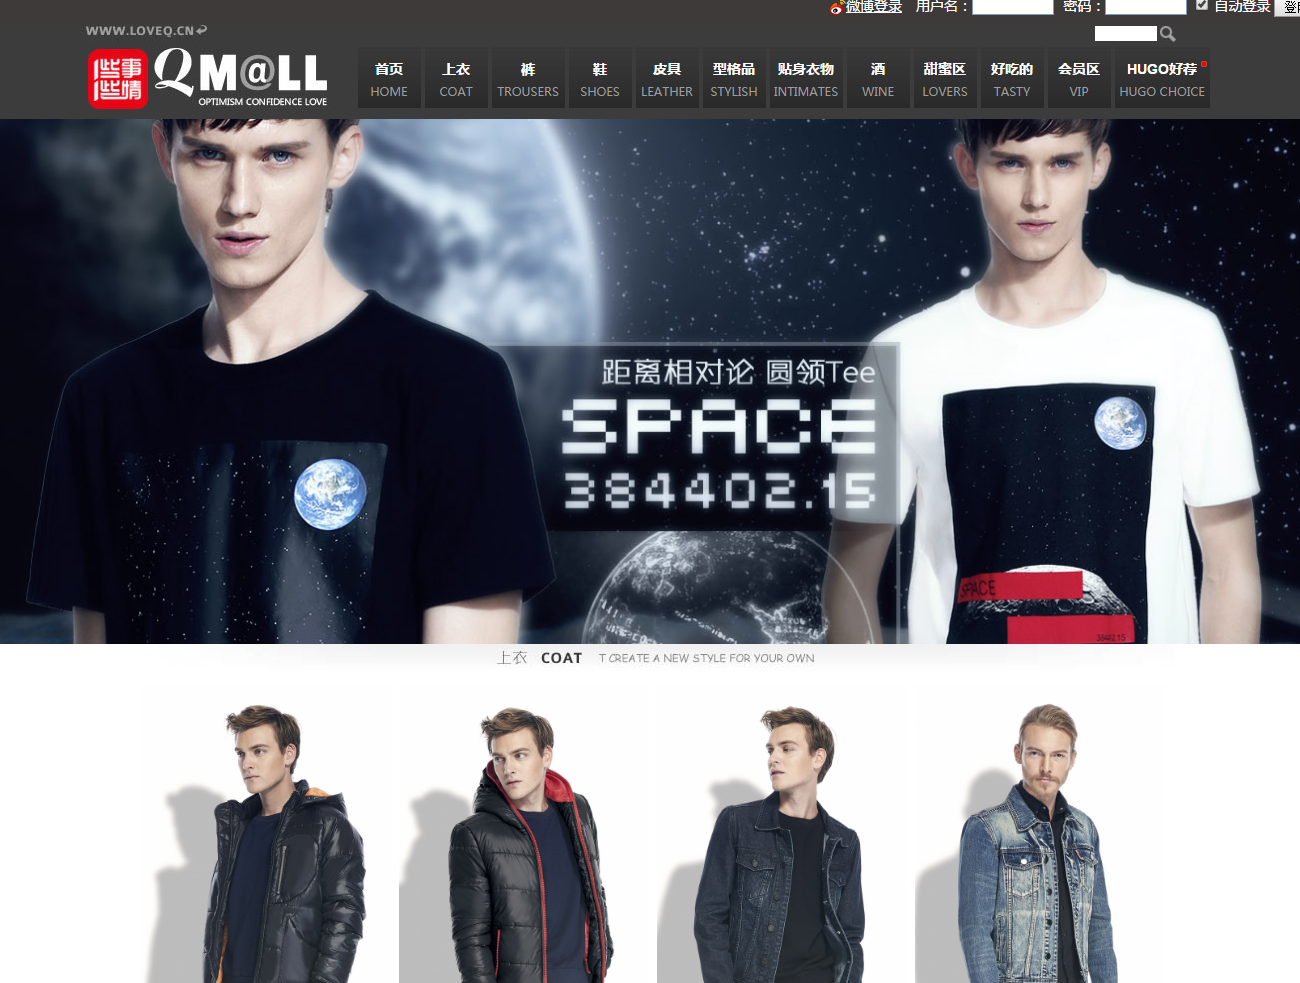 微博登录 用户名： 密码： 自动登录
WWW.LOVEQ.CN
些事 些情
QM@LL
OPTIMISM CONFIDENCE LOVE
首页 上衣 裤 鞋 皮具 型格品 贴身衣物 酒 甜蜜区 好吃的 会员区 HUGO好荐
HOME COAT TROUSERS SHOES LEATHER STYLISH INTIMATES WINE LOVERS TASTY VIP HUGO CHOICE
距离相对论 圆领Tee
SPACE
384402.15
SPACE
384402.15
上衣 COAT T CREATE A NEW STYLE FOR YOUR OWN